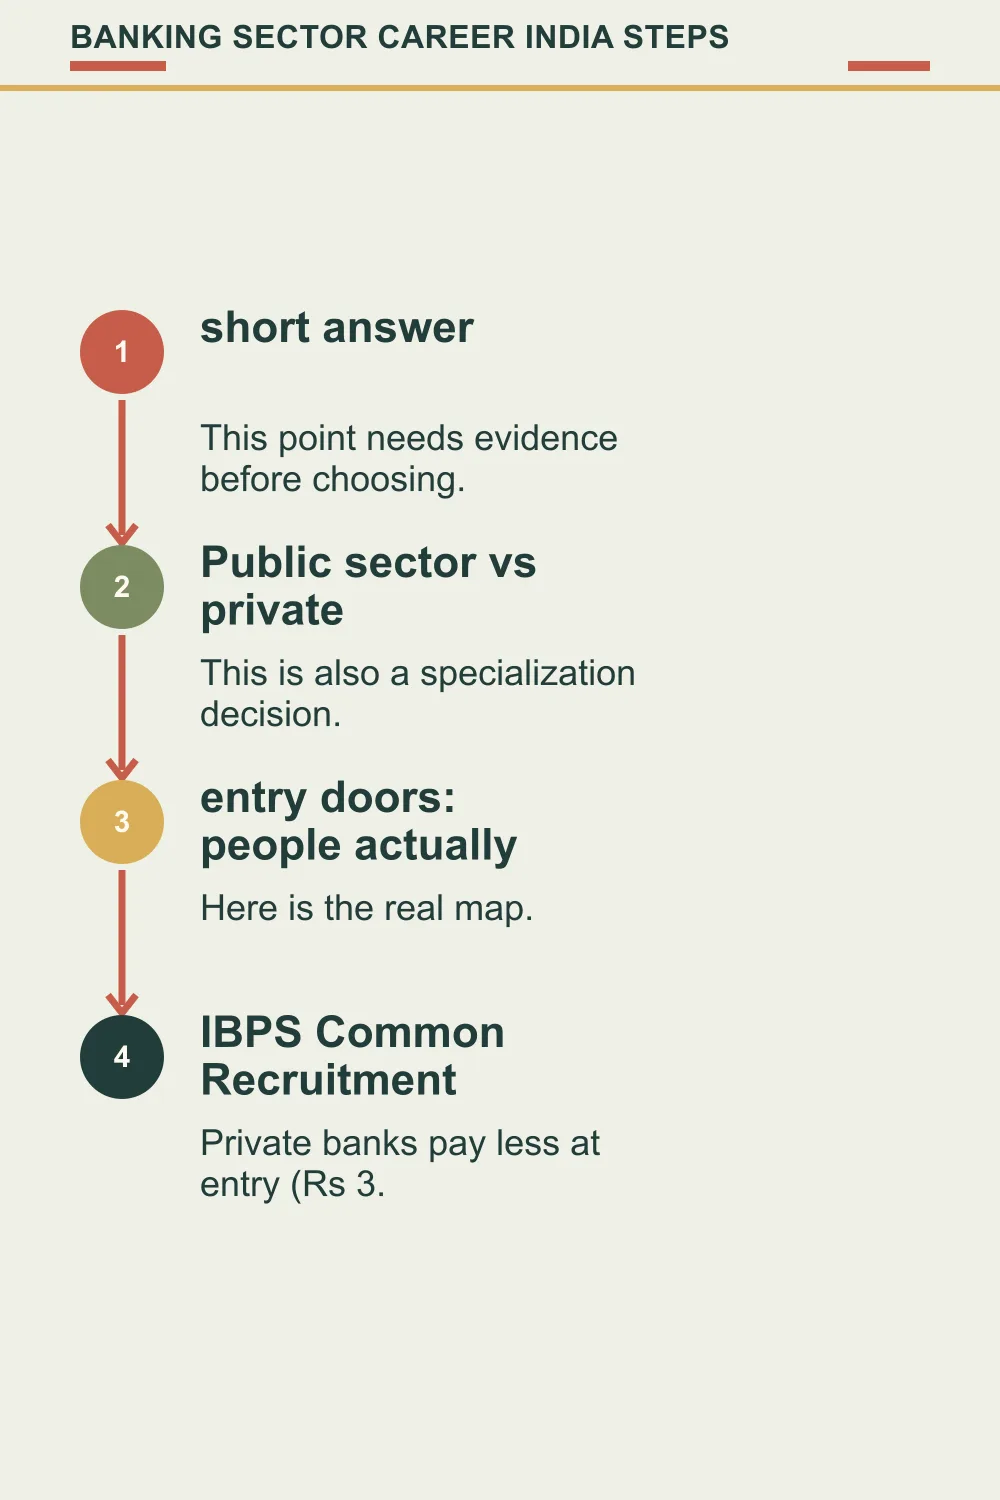 BANKING SECTOR CAREER INDIA STEPS
1
short answer
This point needs evidence
before choosing.
2
Public sector vs
private
This is also a specialization
decision.
3
entry doors:
people actually
Here is the real map.
4
IBPS Common
Recruitment
Private banks pay less at
entry (Rs 3.